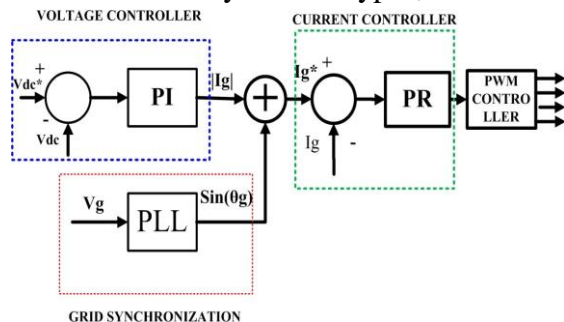 VOLTAGE CONTROLLER
CURRENT CONTROLLER
Vdc*
+
-
Vdc
PI
|Ig|
+
Ig*
+
Ig
-
PR
PWM
CONTRO
LLER
Vg
PLL
Sin(θg)
GRID SYNCHRONIZATION